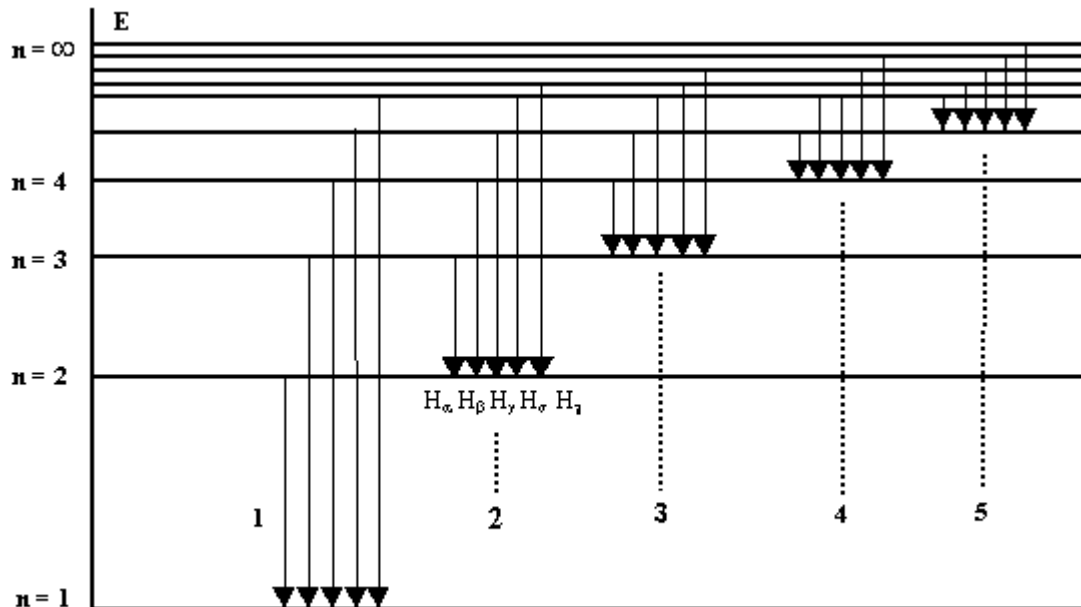 E
n = ∞
n = 4
n = 3
n = 2
Hα Hβ Hγ Hσ Hη
1 2 3 4 5
n = 1